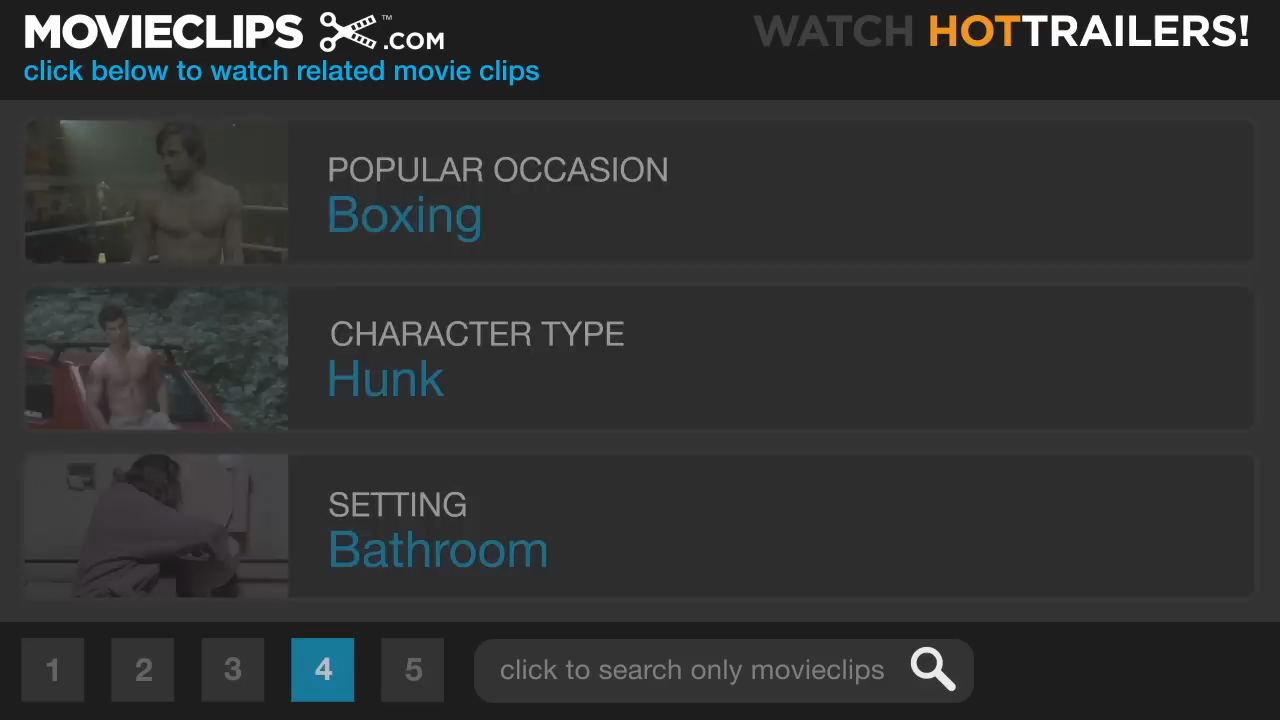 MOVIECLIPS ™ .COM
WATCH HOTTRAILERS!
click below to watch related movie clips
POPULAR OCCASION
Boxing
CHARACTER TYPE
Hunk
SETTING
Bathroom
1 2 3 4 5 click to search only movieclips